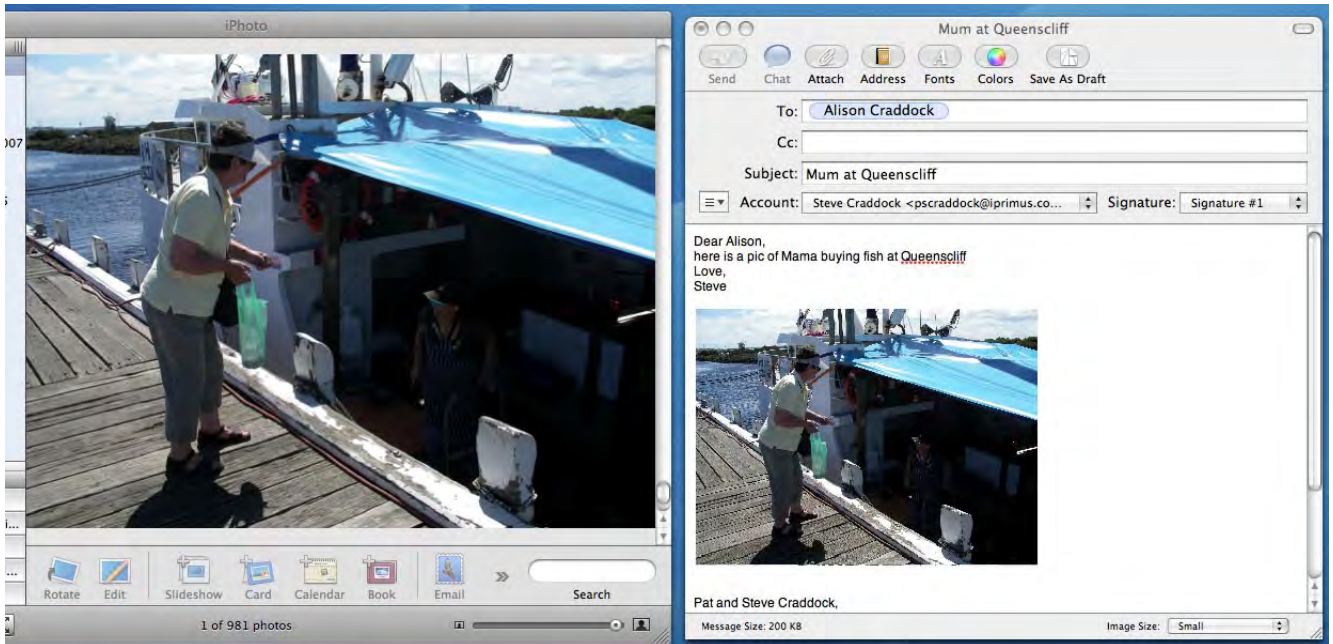 iPhoto
007
Rotate
Edit
Slideshow
Card
Calendar
Book
Email
»
Search
1 of 981 photos
Mum at Queenscliff
Send
Chat
Attach
Address
Fonts
Colors
Save As Draft
To: Alison Craddock
Cc:
Subject: Mum at Queenscliff
Account: Steve Craddock <pscraddock@iprimus.co...
Signature: Signature #1
Dear Alison,
here is a pic of Mama buying fish at Queenscliff
Love,
Steve
Pat and Steve Craddock,
Message Size: 200 KB
Image Size: Small